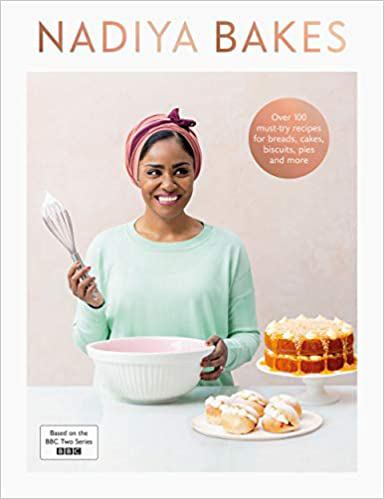 NADIYA BAKES
Over 100
must-try recipes
for breads, cakes,
biscuits, pies
and more
Based on the
BBC Two Series
BBC